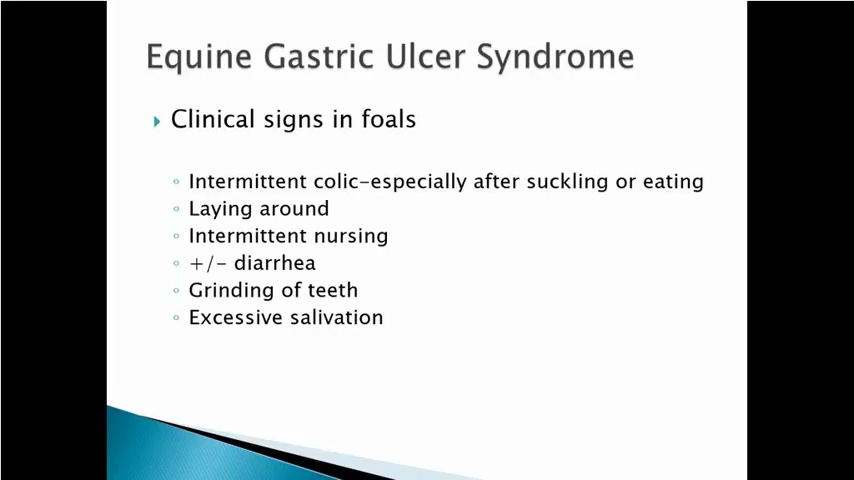 Equine Gastric Ulcer Syndrome
Clinical signs in foals
Intermittent colic-especially after suckling or eating
Laying around
Intermittent nursing
+/- diarrhea
Grinding of teeth
Excessive salivation